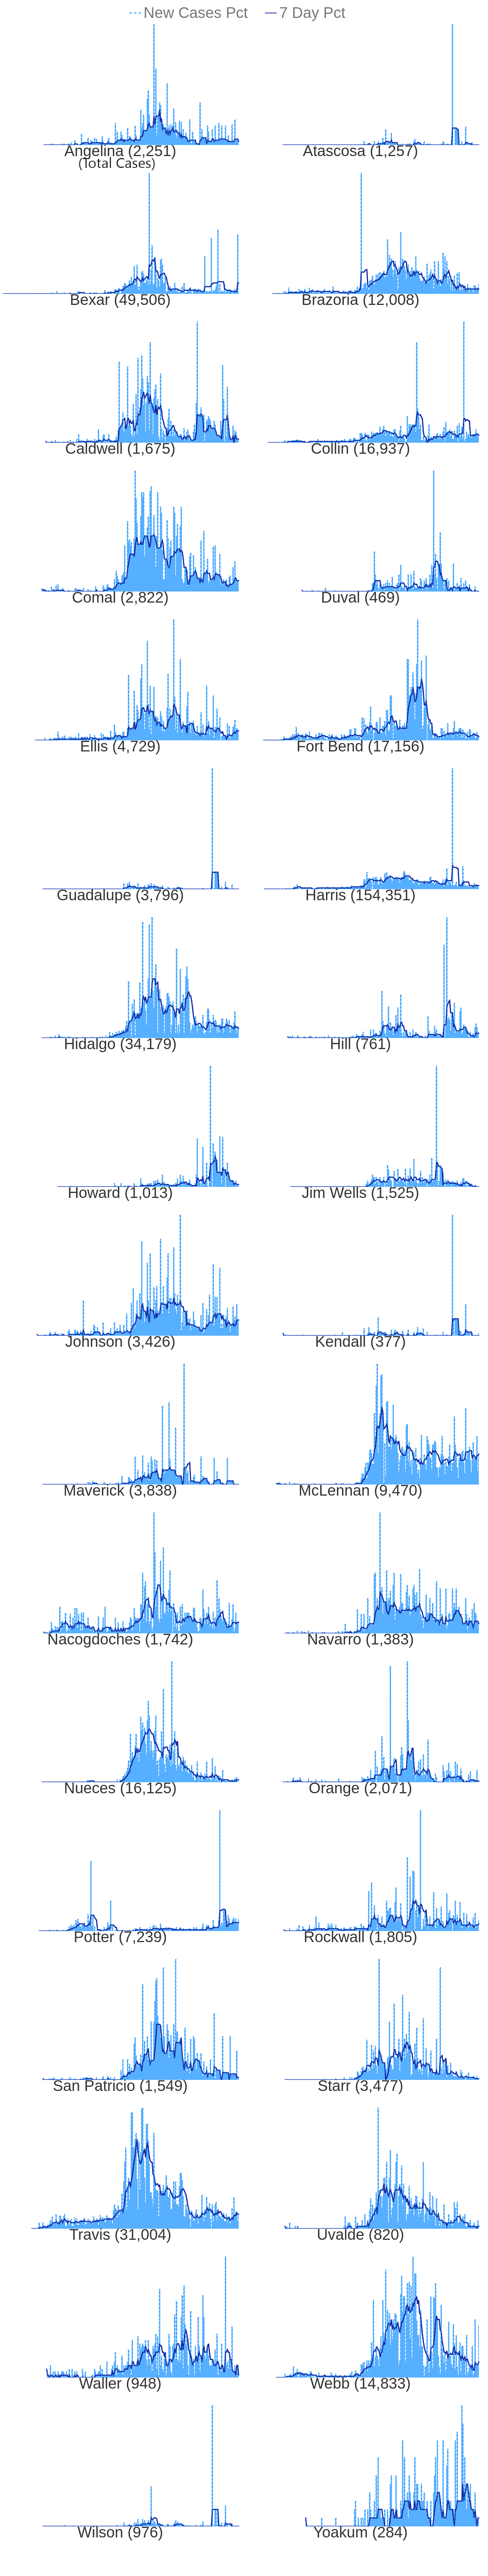 New Cases Pct 7 Day Pct
Angelina (2,251) Atascosa (1,257)
(Total Cases)
Bexar (49,506) Brazoria (12,008)
Caldwell (1,675) Collin (16,937)
Comal (2,822) Duval (469)
Ellis (4,729) Fort Bend (17,156)
Guadalupe (3,796) Harris (154,351)
Hidalgo (34,179) Hill (761)
Howard (1,013) Jim Wells (1,525)
Johnson (3,426) Kendall (377)
Maverick (3,838) McLennan (9,470)
Nacogdoches (1,742) Navarro (1,383)
Nueces (16,125) Orange (2,071)
Potter (7,239) Rockwall (1,805)
San Patricio (1,549) Starr (3,477)
Travis (31,004) Uvalde (820)
Waller (948) Webb (14,833)
Wilson (976) Yoakum (284)